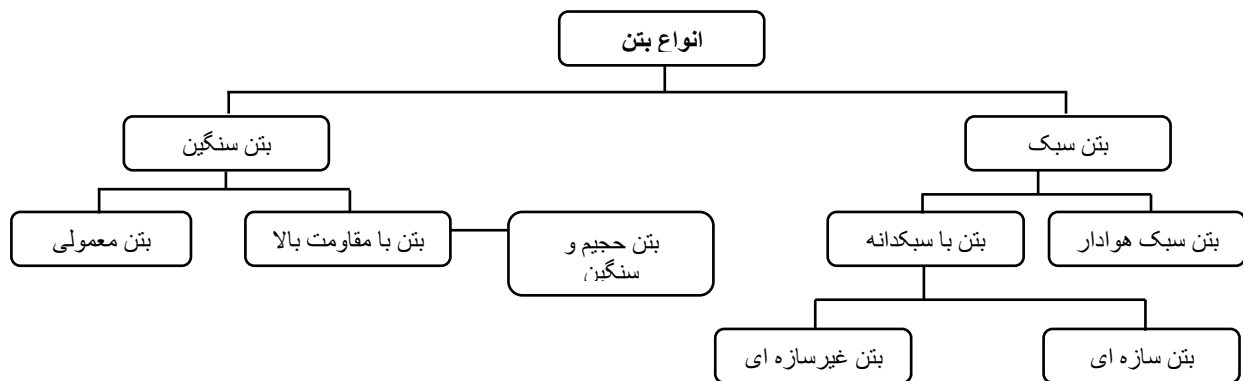 انواع بتن
بتن سبک
بتن سنگین
بتن سبک هوادار
بتن با سبکدانه
بتن حجیم و
سنگین
بتن با مقاومت بالا
بتن معمولی
بتن سازه ای
بتن غیرسازه ای